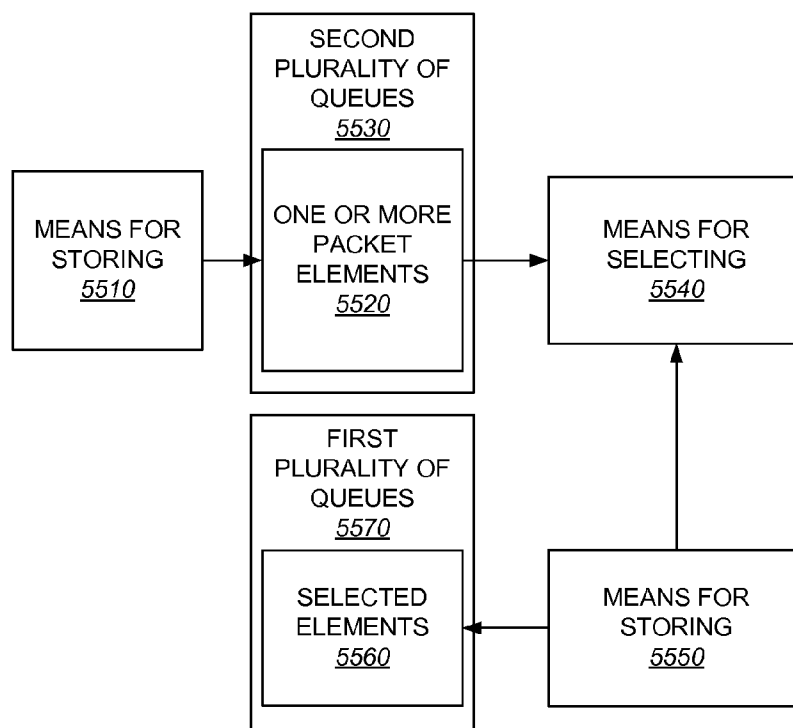 SECOND
PLURALITY OF
QUEUES
5530
MEANS FOR
STORING
5510
ONE OR MORE
PACKET
ELEMENTS
5520
MEANS FOR
SELECTING
5540
FIRST
PLURALITY OF
QUEUES
5570
SELECTED
ELEMENTS
5560
MEANS FOR
STORING
5550